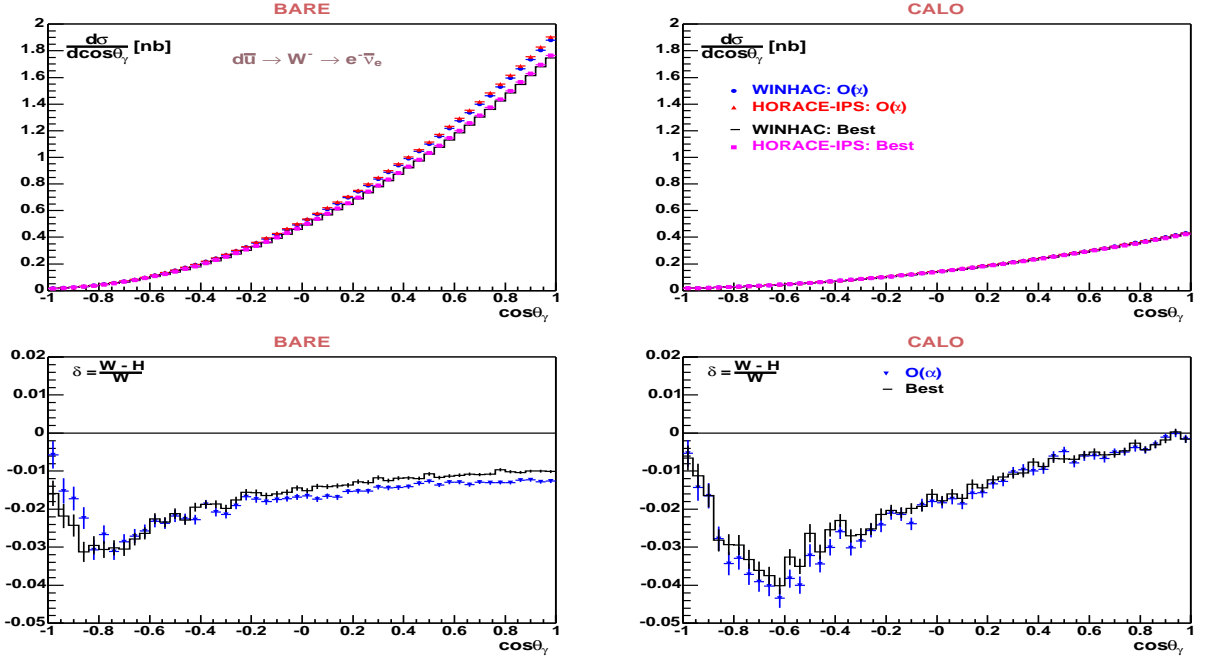 BARE
dσ/dcosθγ [nb]
dū → W⁻ → e⁻ν̄e
2
1.8
1.6
1.4
1.2
1
0.8
0.6
0.4
0.2
0
-1 -0.8 -0.6 -0.4 -0.2 -0 0.2 0.4 0.6 0.8 1
cosθγ
CALO
dσ/dcosθγ [nb]
WINHAC: O(α)
HORACE-IPS: O(α)
WINHAC: Best
HORACE-IPS: Best
2
1.8
1.6
1.4
1.2
1
0.8
0.6
0.4
0.2
0
-1 -0.8 -0.6 -0.4 -0.2 -0 0.2 0.4 0.6 0.8 1
cosθγ
BARE
δ = W - H/W
0.02
0.01
0
-0.01
-0.02
-0.03
-0.04
-0.05
-1 -0.8 -0.6 -0.4 -0.2 -0 0.2 0.4 0.6 0.8 1
cosθγ
CALO
δ = W - H/W
O(α)
Best
0.02
0.01
0
-0.01
-0.02
-0.03
-0.04
-0.05
-1 -0.8 -0.6 -0.4 -0.2 -0 0.2 0.4 0.6 0.8 1
cosθγ